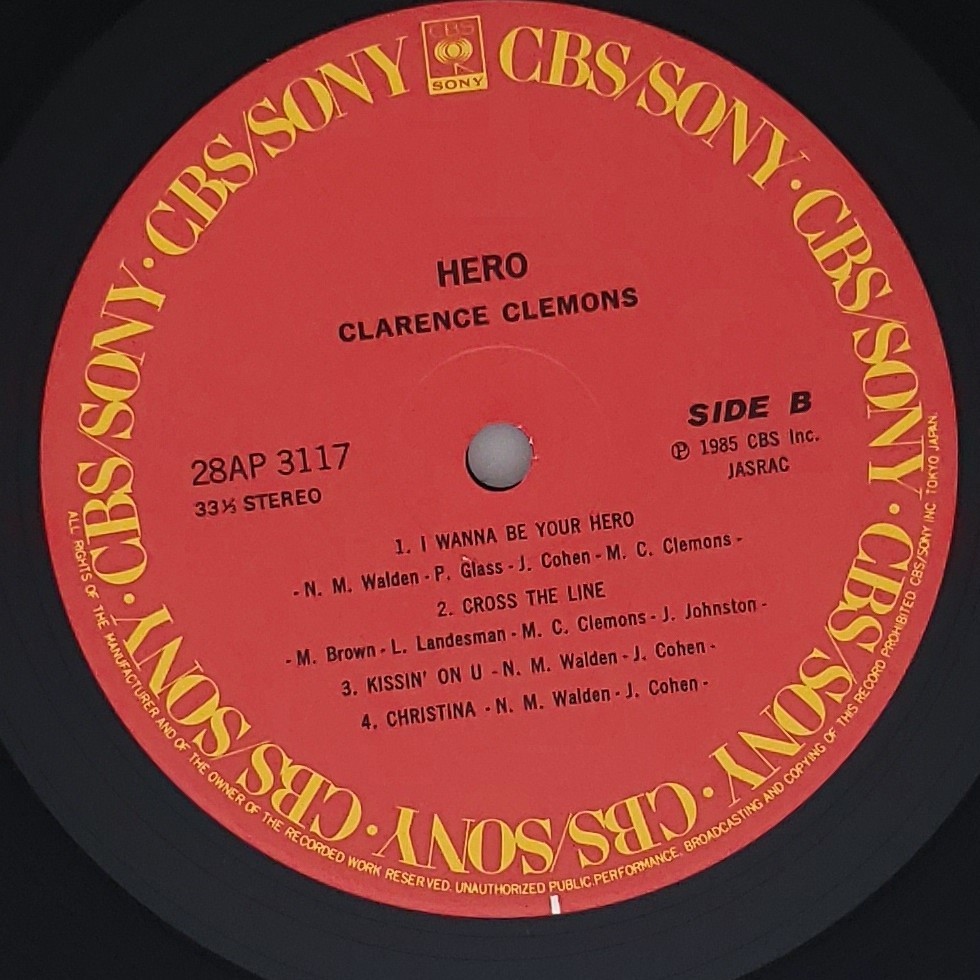 CBS
SONY
CBS/SONY · CBS/SONY · CBS/SONY · CBS/SONY · CBS/SONY · CBS/SONY · CBS/SONY · CBS/SONY
HERO
CLARENCE CLEMONS
SIDE B
℗ 1985 CBS Inc.
JASRAC
28AP 3117
33⅓ STEREO
1. I WANNA BE YOUR HERO
- N. M. Walden - P. Glass - J. Cohen - M. C. Clemons -
2. CROSS THE LINE
- M. Brown - L. Landesman - M. C. Clemons - J. Johnston -
3. KISSIN' ON U - N. M. Walden - J. Cohen -
4. CHRISTINA - N. M. Walden - J. Cohen -
ALL RIGHTS OF THE MANUFACTURER AND OF THE OWNER OF THE RECORDED WORK RESERVED. UNAUTHORIZED PUBLIC PERFORMANCE, BROADCASTING AND COPYING OF THIS RECORD PROHIBITED CBS/SONY INC TOKYO JAPAN.